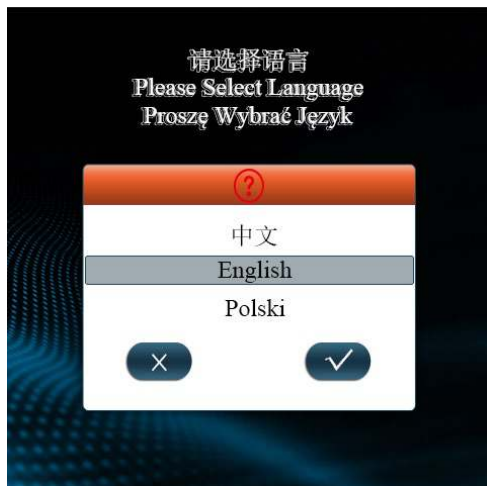 请选择语言
Please Select Language
Proszę Wybrać Język
?
中文
English
Polski